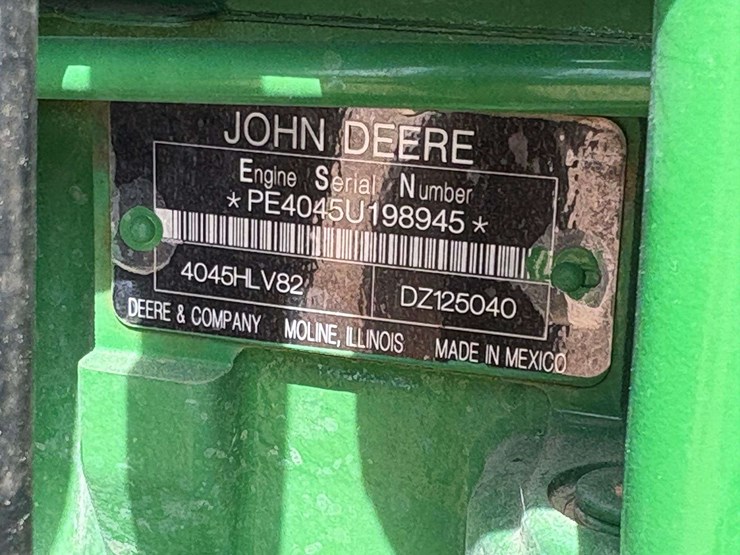 JOHN DEERE
Engine Serial Number
*PE4045U198945*
4045HLV82 DZ125040
DEERE & COMPANY MOLINE, ILLINOIS MADE IN MEXICO